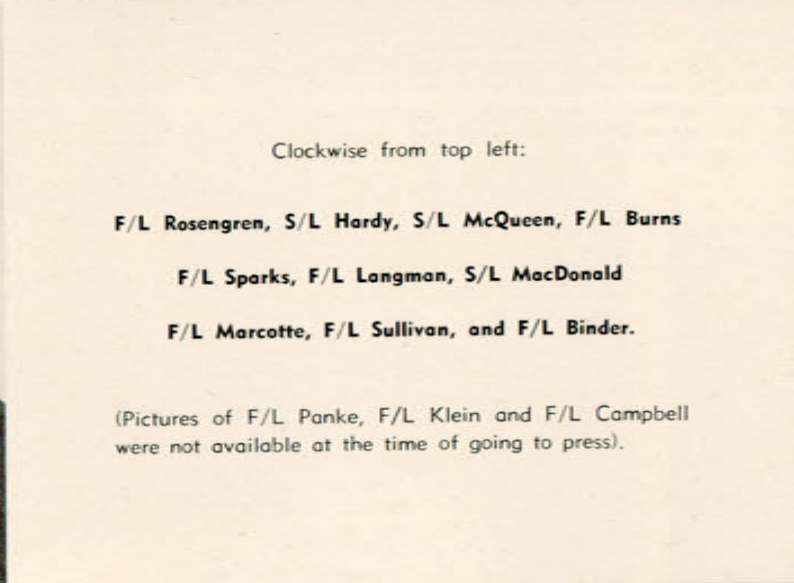 Clockwise from top left:
F/L Rosengren, S/L Hardy, S/L McQueen, F/L Burns
F/L Sparks, F/L Langman, S/L MacDonald
F/L Marcotte, F/L Sullivan, and F/L Binder.
(Pictures of F/L Panke, F/L Klein and F/L Campbell
were not available at the time of going to press).